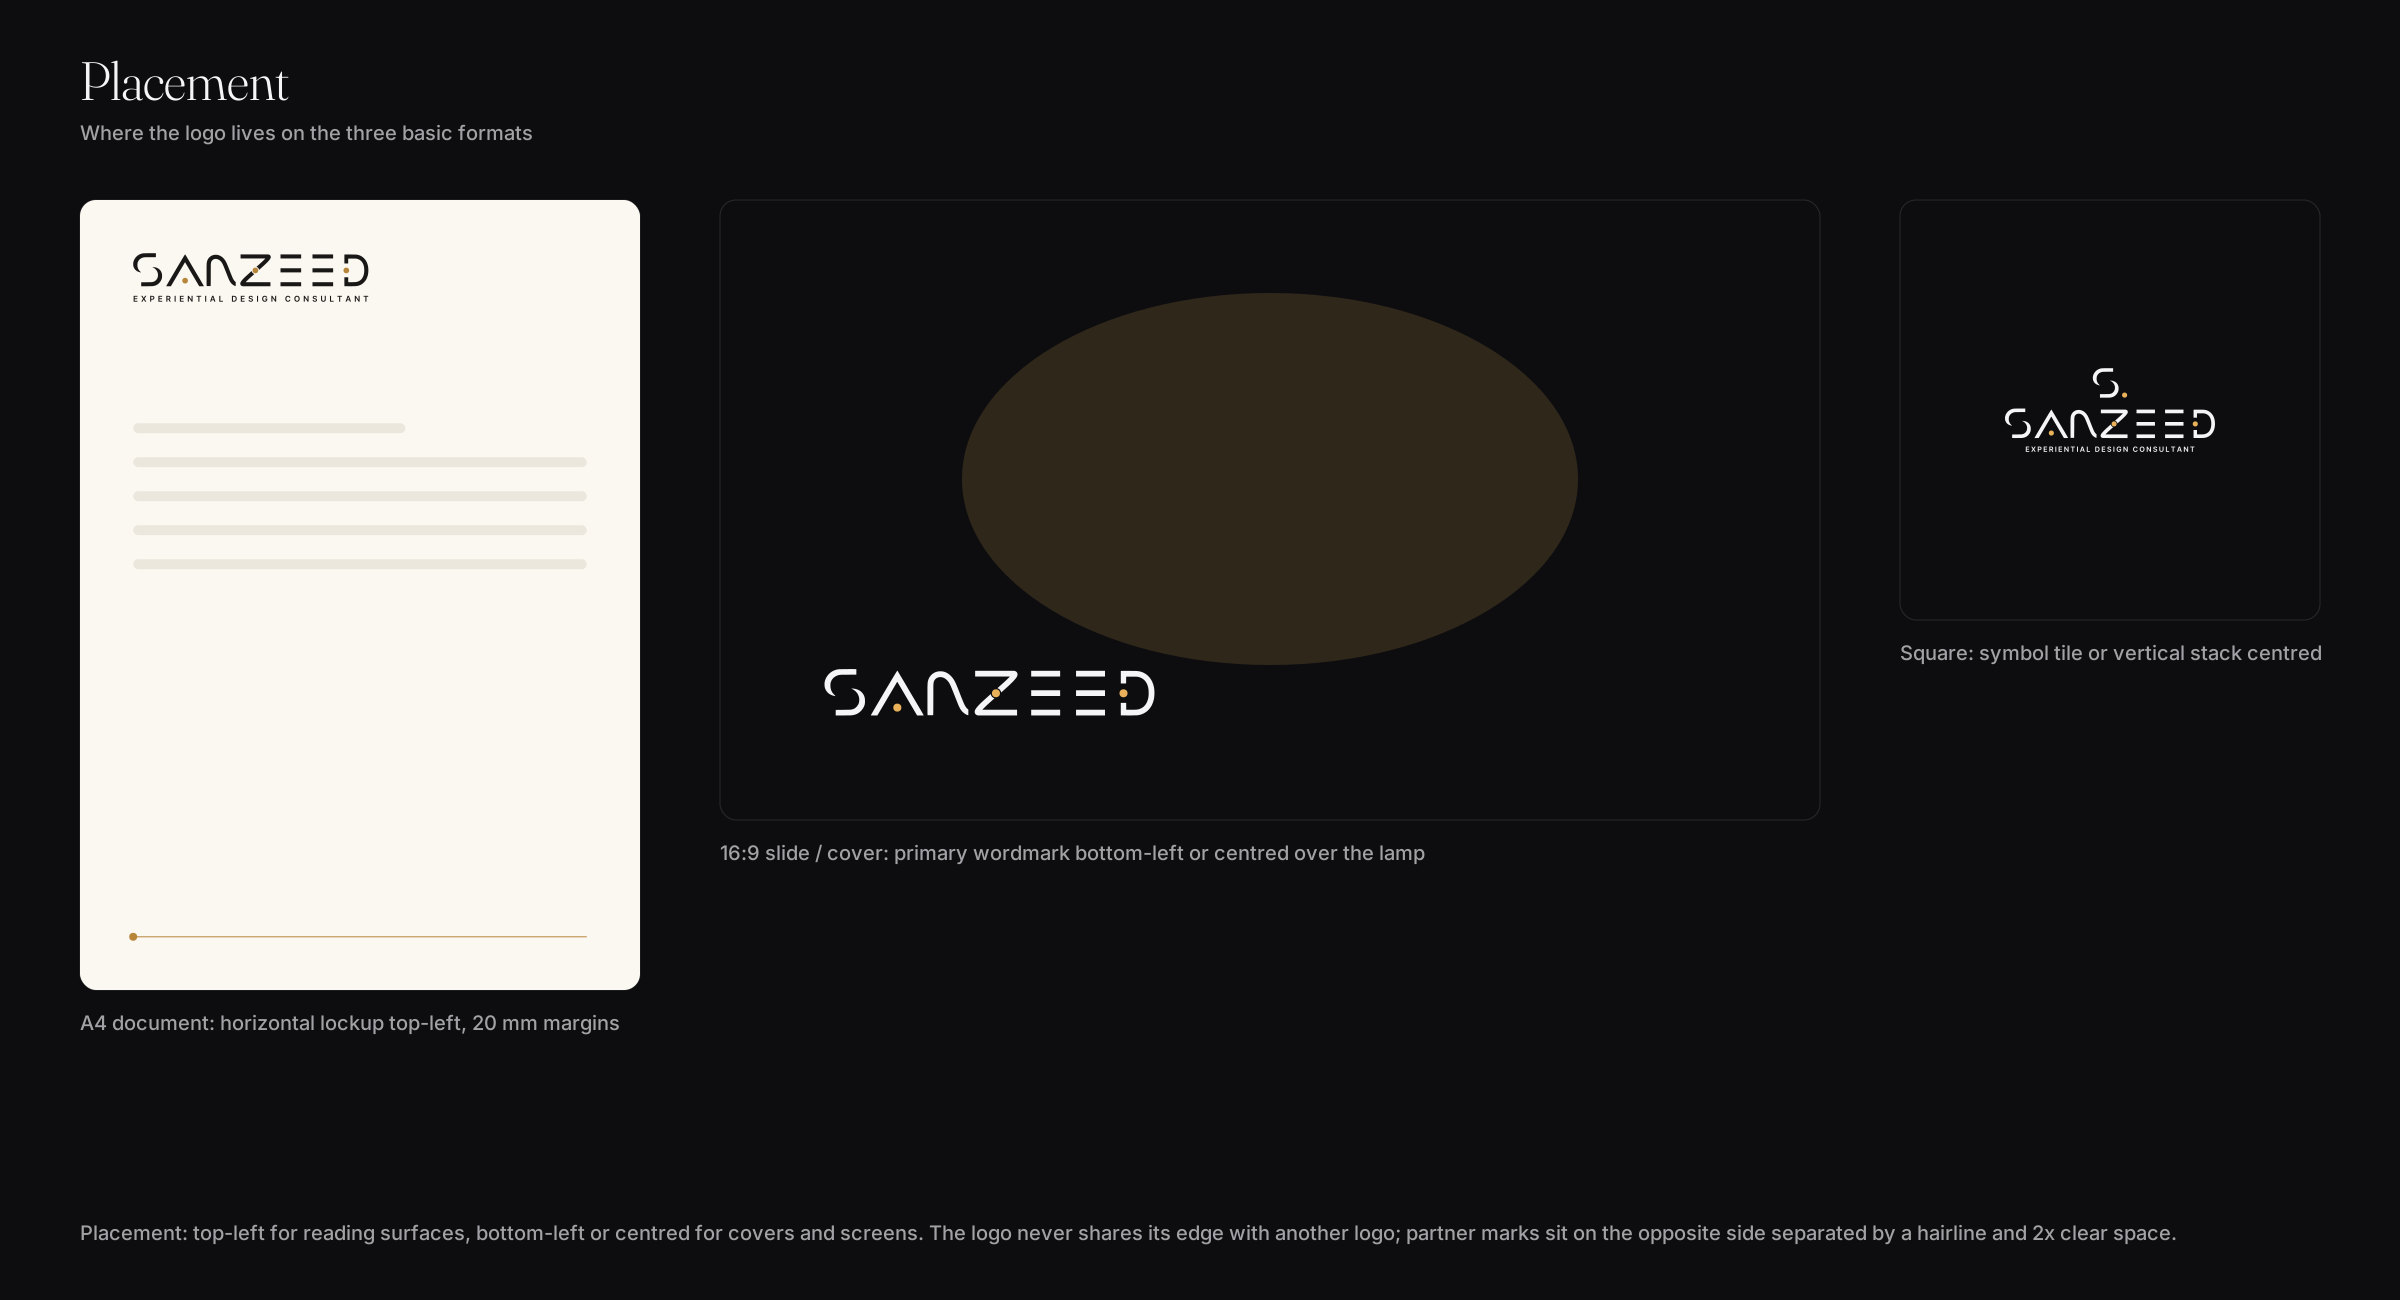 Placement
Where the logo lives on the three basic formats
SANZEED
EXPERIENTIAL DESIGN CONSULTANT
A4 document: horizontal lockup top-left, 20 mm margins
SANZEED
16:9 slide / cover: primary wordmark bottom-left or centred over the lamp
S.
SANZEED
EXPERIENTIAL DESIGN CONSULTANT
Square: symbol tile or vertical stack centred
Placement: top-left for reading surfaces, bottom-left or centred for covers and screens. The logo never shares its edge with another logo; partner marks sit on the opposite side separated by a hairline and 2x clear space.